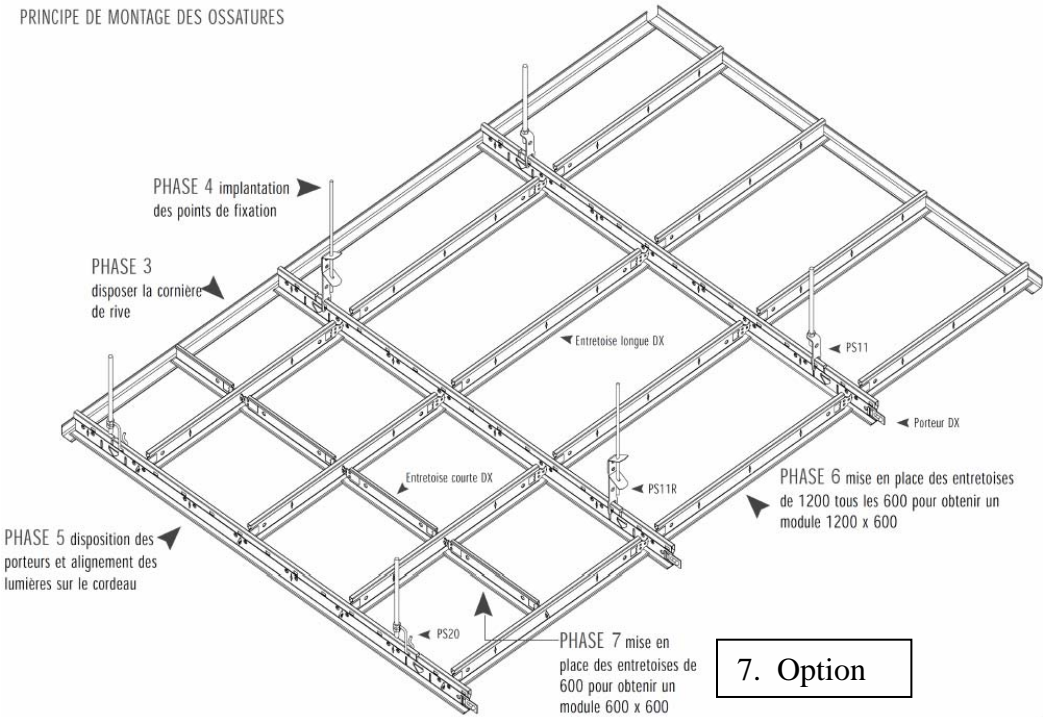 PRINCIPE DE MONTAGE DES OSSATURES
PHASE 4 implantation
des points de fixation
PHASE 3
disposer la cornière
de rive
Entretoise longue DX
PS11
Porteur DX
Entretoise courte DX
PS11R
PHASE 6 mise en place des entretoises
de 1200 tous les 600 pour obtenir un
module 1200 x 600
PHASE 5 disposition des
porteurs et alignement des
lumières sur le cordeau
PS20
PHASE 7 mise en
place des entretoises de
600 pour obtenir un
module 600 x 600
7. Option